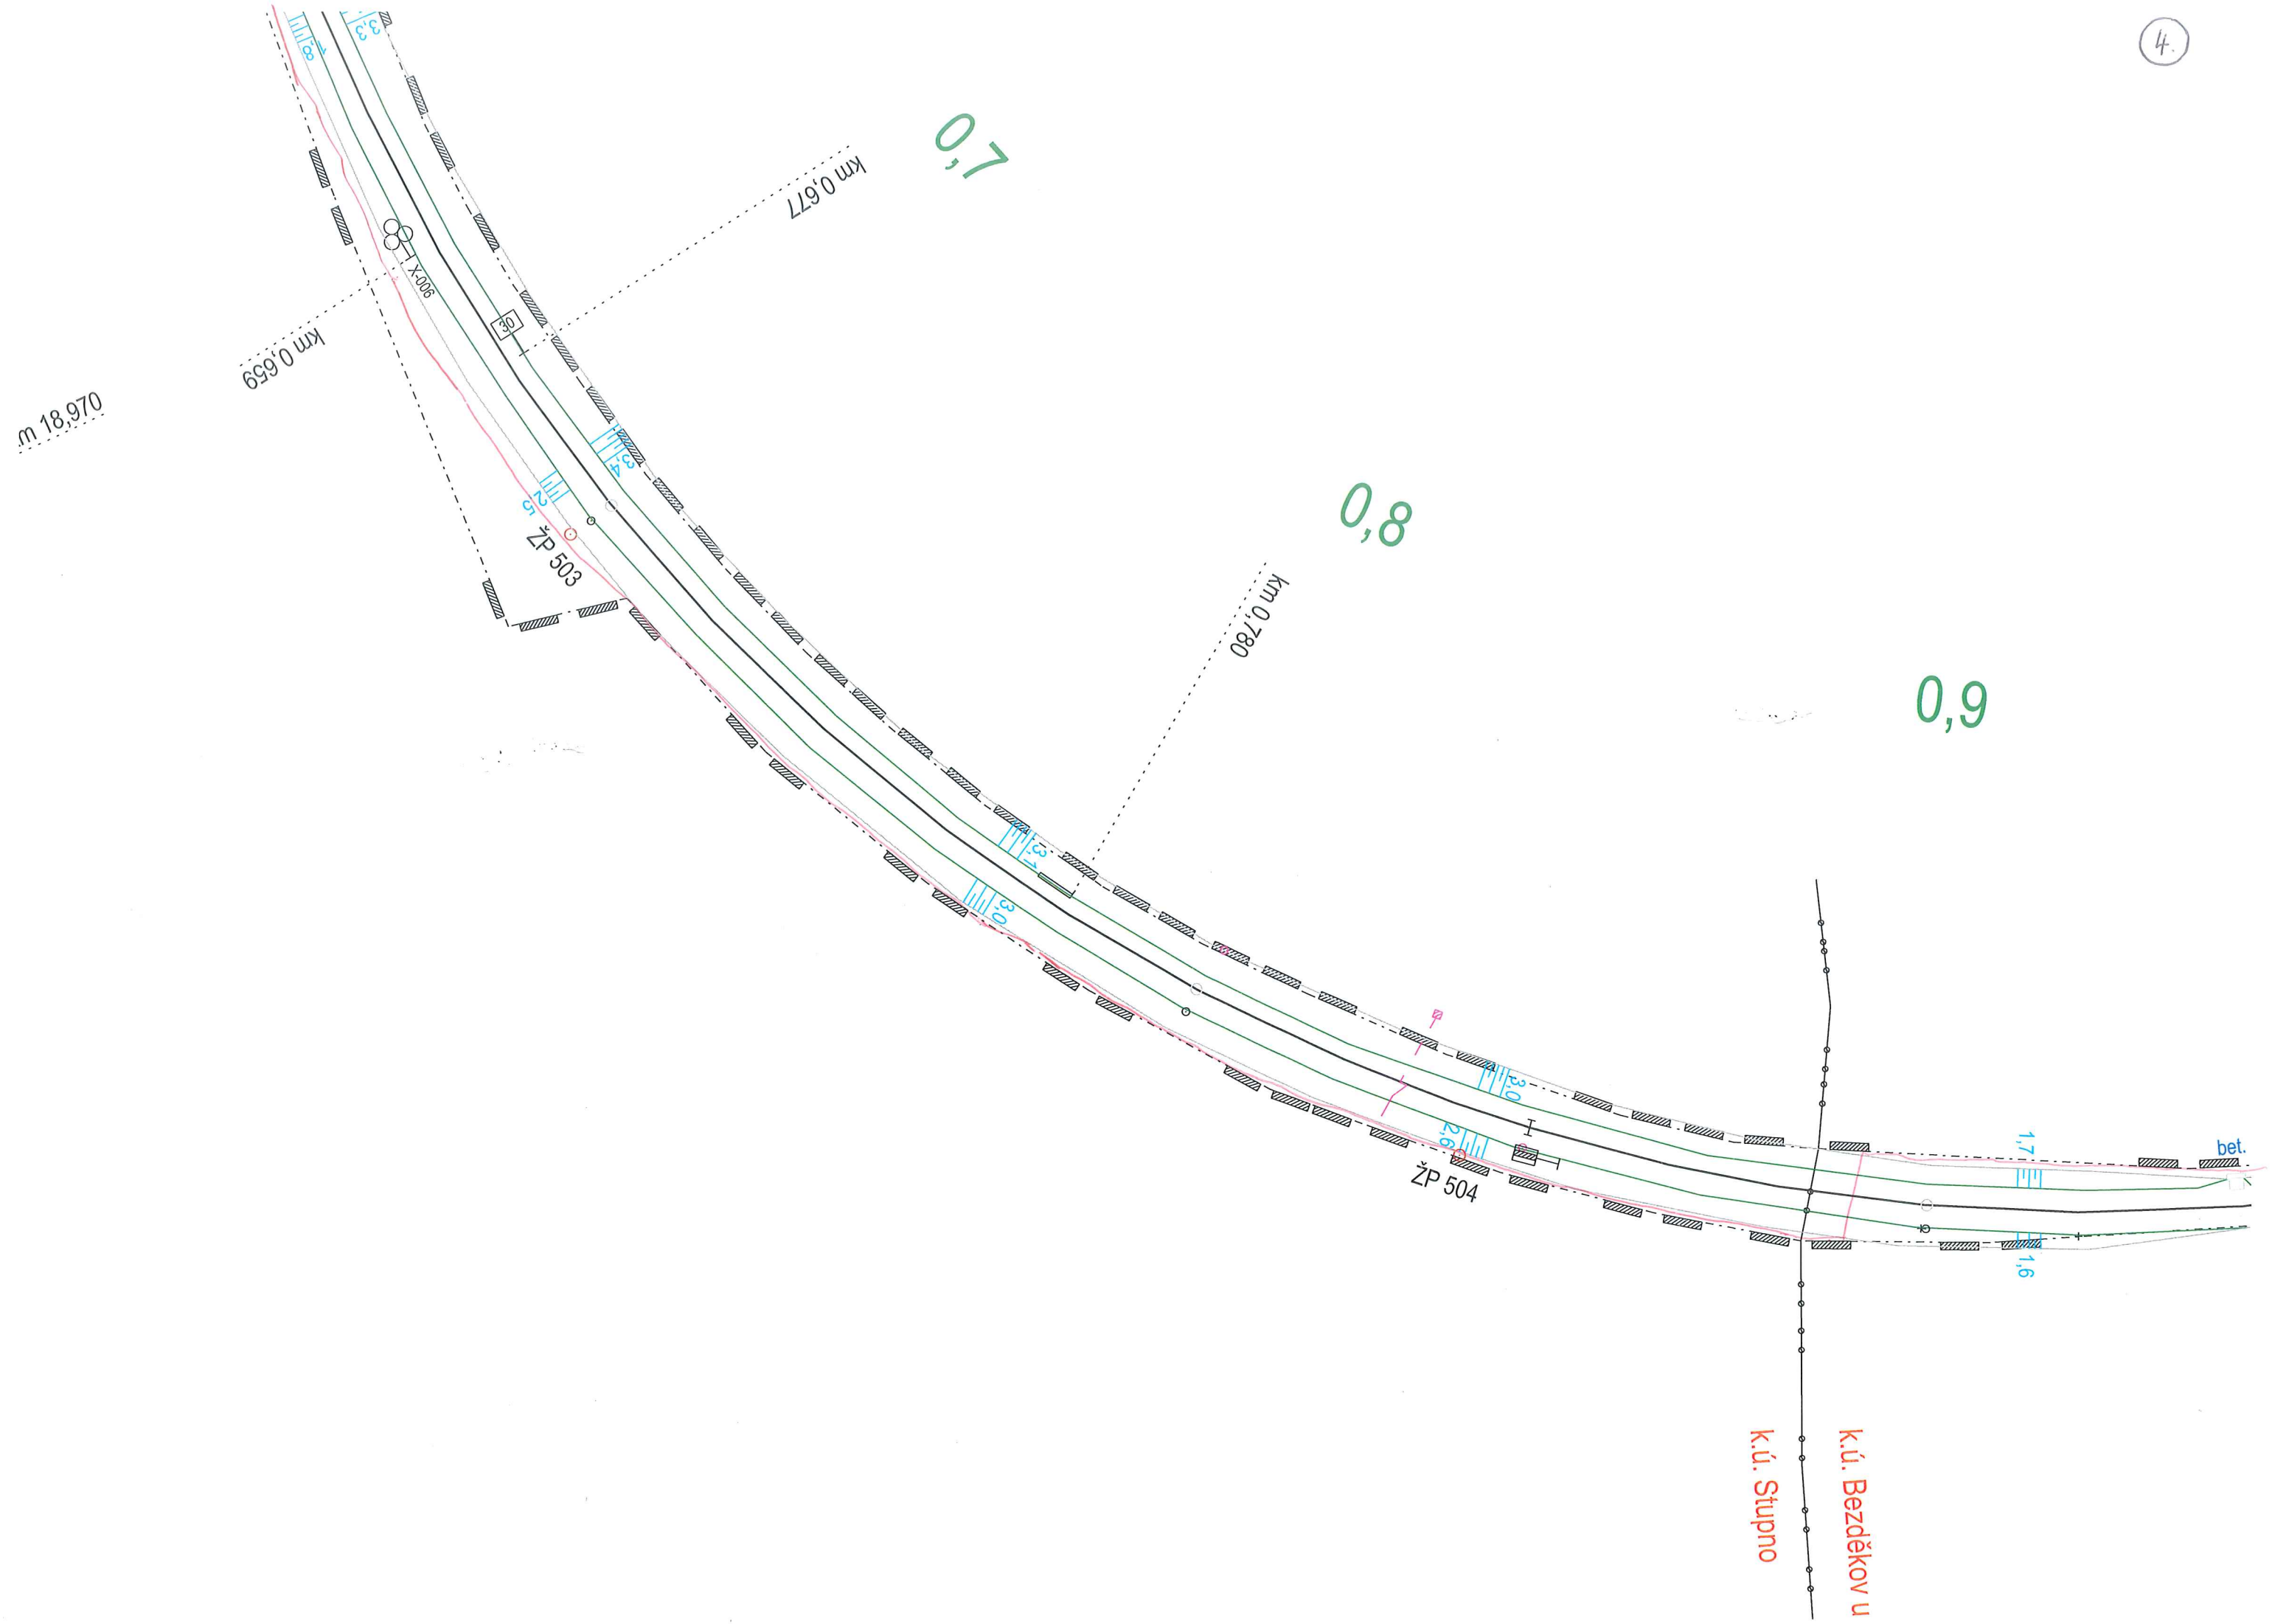 4.
1,8
3,3
0,7
km 0,677
X-006
30
km 0,659
m 18,970
3,4
2,5
ŽP 503
0,8
km 0,780
0,9
3,1
3,0
3,0
2,6
ŽP 504
1,7
bet.
1,6
k.ú. Stupno
k.ú. Bezděkov u